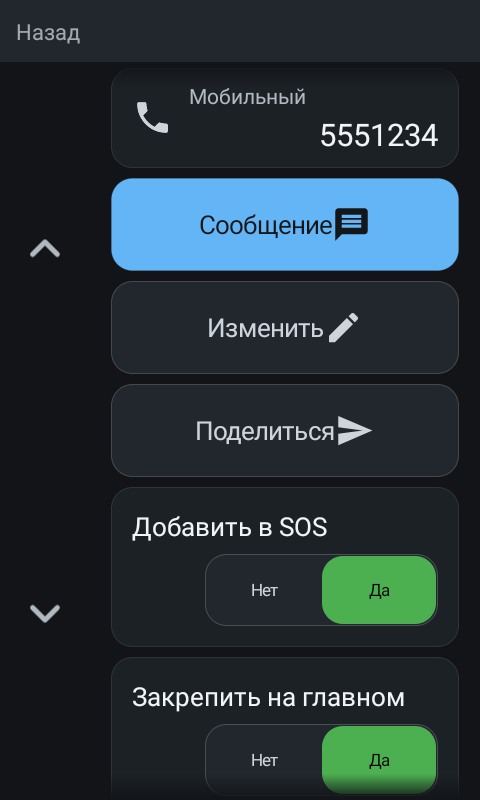 Назад
Мобильный
5551234
Сообщение
Изменить
Поделиться
Добавить в SOS
Нет Да
Закрепить на главном
Нет Да